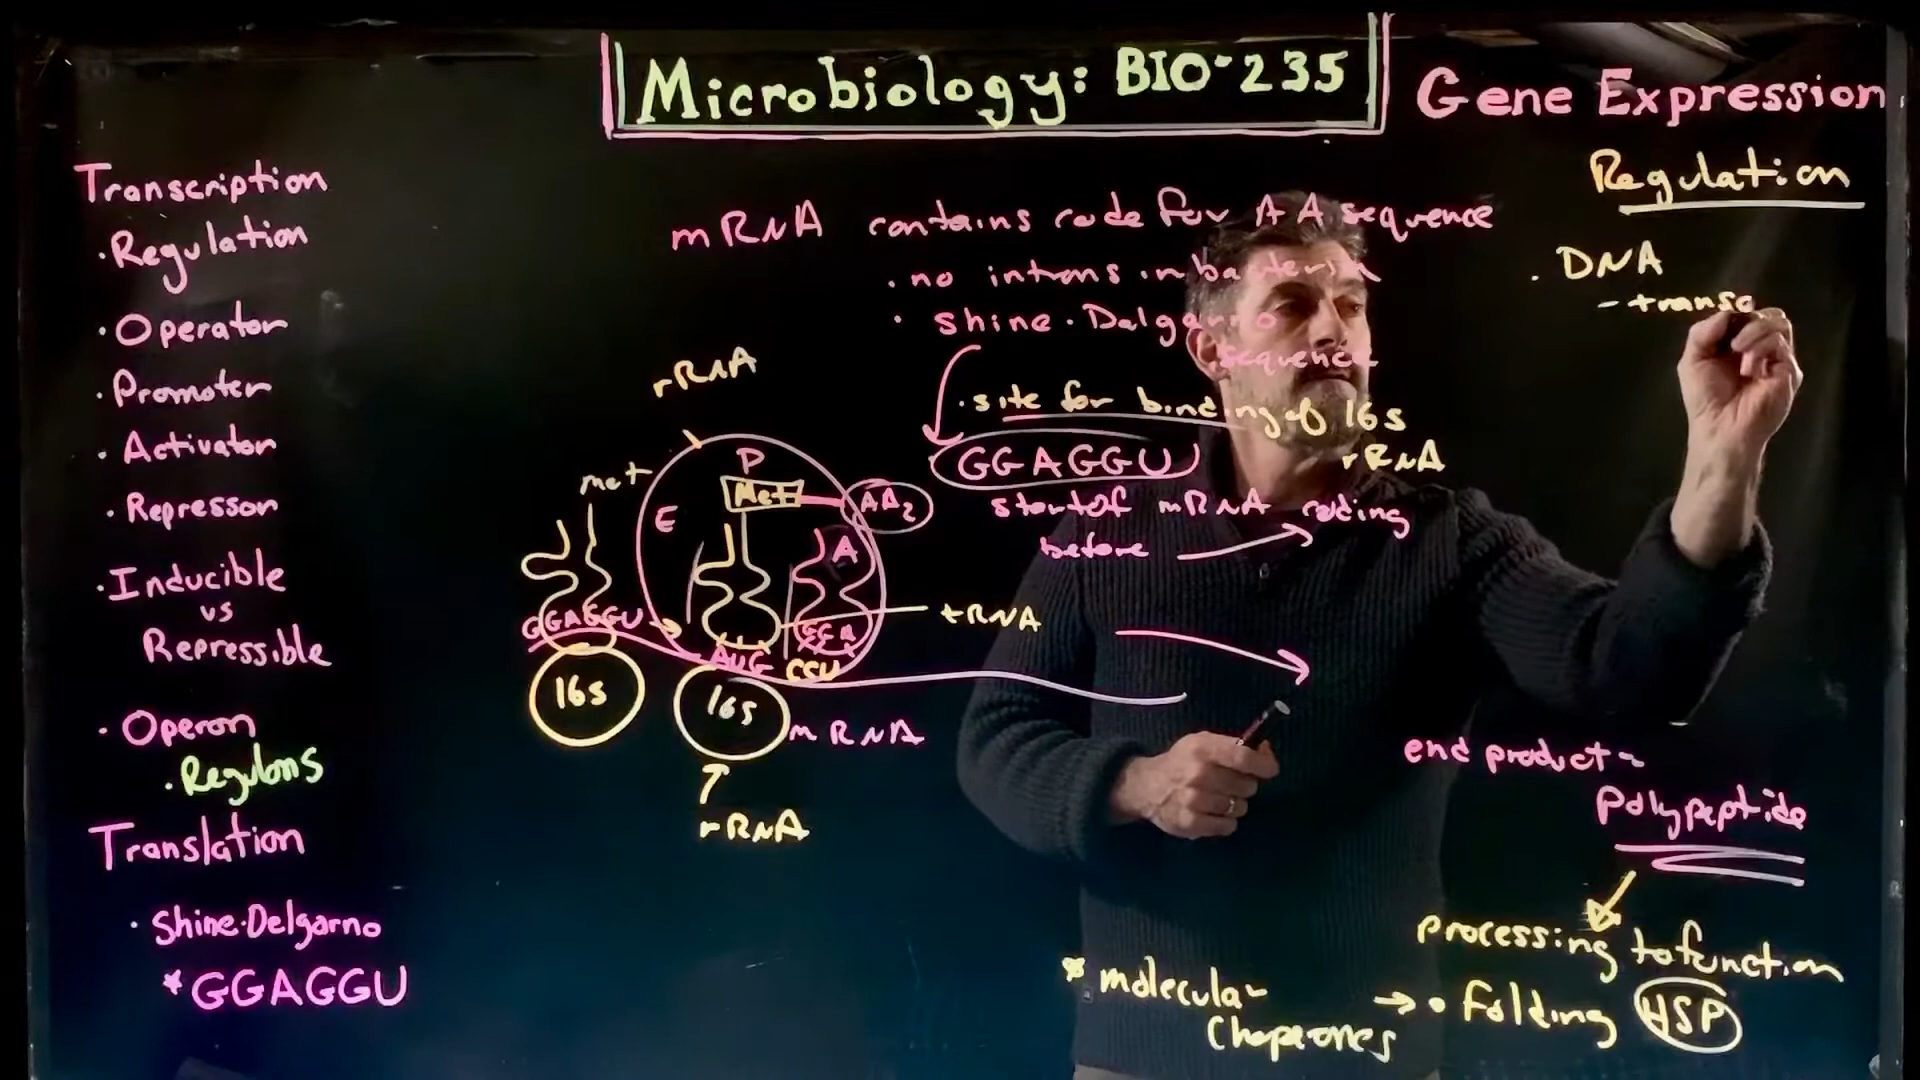 Microbiology: BIO-235
Gene Expression
Regulation
. DNA
- transc
Transcription
· Regulation
· Operator
· Promoter
· Activator
· Repressor
· Inducible
vs
Repressible
· Operon
· Regulons
Translation
· Shine-Delgarno
* GGAGGU
mRNA contains code for AA sequence
· no introns in bacteria
· Shine-Dalgarno
sequence
· site for binding of 16s
rRNA
GGAGGU
start of mRNA coding
before
rRNA
met
P
Met
AA2
E
A
GGAGGU
GGA
AUG CCU
tRNA
16s
16s
mRNA
rRNA
end product -
polypeptide
processing to function
* molecular
Chaperones
→ • folding HSP